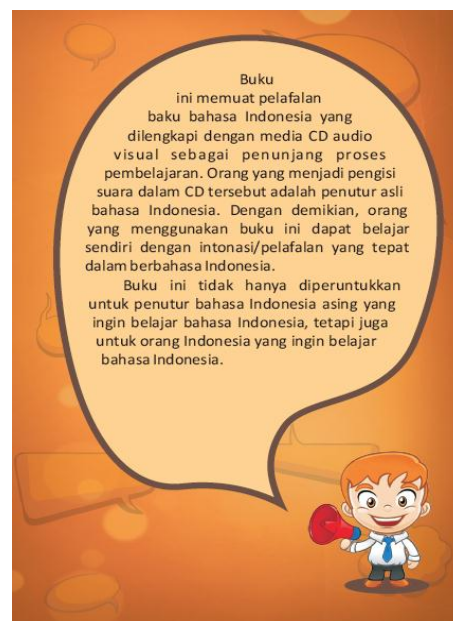 Buku
ini memuat pelafalan
baku bahasa Indonesia yang
dilengkapi dengan media CD audio
visual sebagai penunjang proses
pembelajaran. Orang yang menjadi pengisi
suara dalam CD tersebut adalah penutur asli
bahasa Indonesia. Dengan demikian, orang
yang menggunakan buku ini dapat belajar
sendiri dengan intonasi/pelafalan yang tepat
dalam berbahasa Indonesia.
Buku ini tidak hanya diperuntukkan
untuk penutur bahasa Indonesia asing yang
ingin belajar bahasa Indonesia, tetapi juga
untuk orang Indonesia yang ingin belajar
bahasa Indonesia.